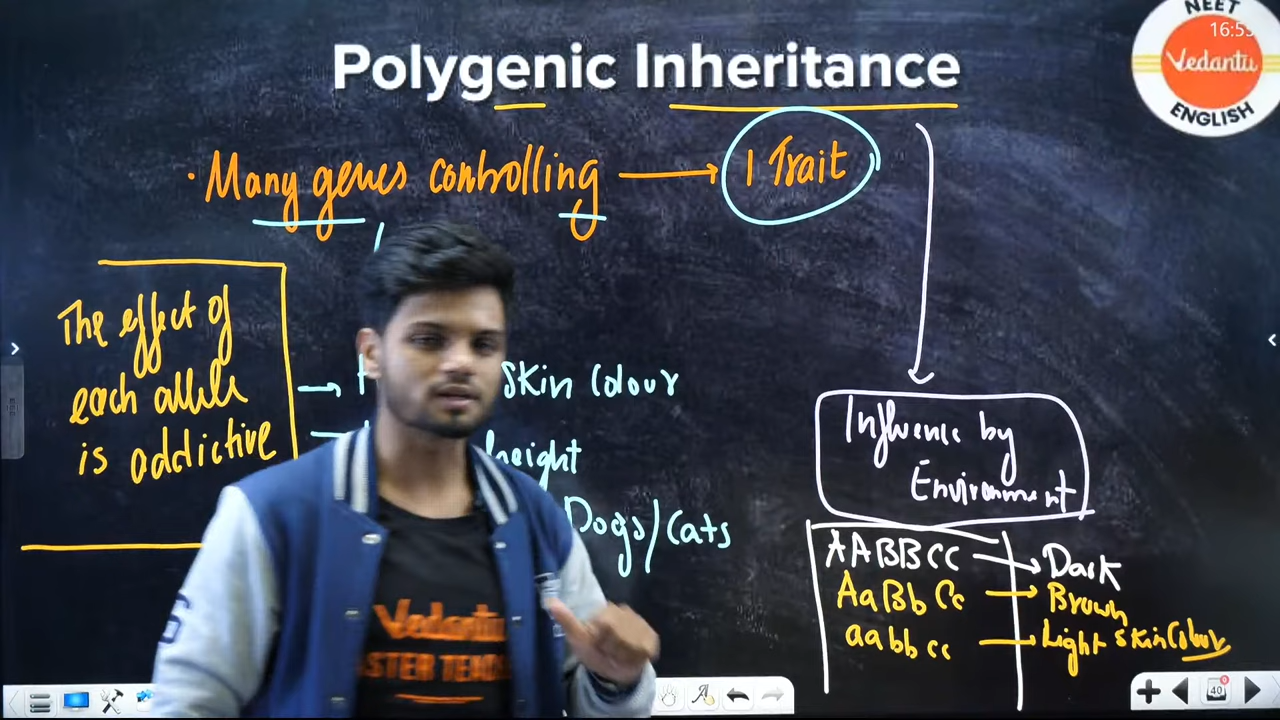 Polygenic Inheritance
NEET
16:55
Vedantu
ENGLISH
· Many genes controlling → 1 Trait
The effect of
each allele
is addictive
Skin Colour
height
Dogs/Cats
Influence by
Environment
AABBCC → Dark
AaBbCc → Brown
aabbcc → Light Skin Colour
Vedantu
MASTER TEACHER
40